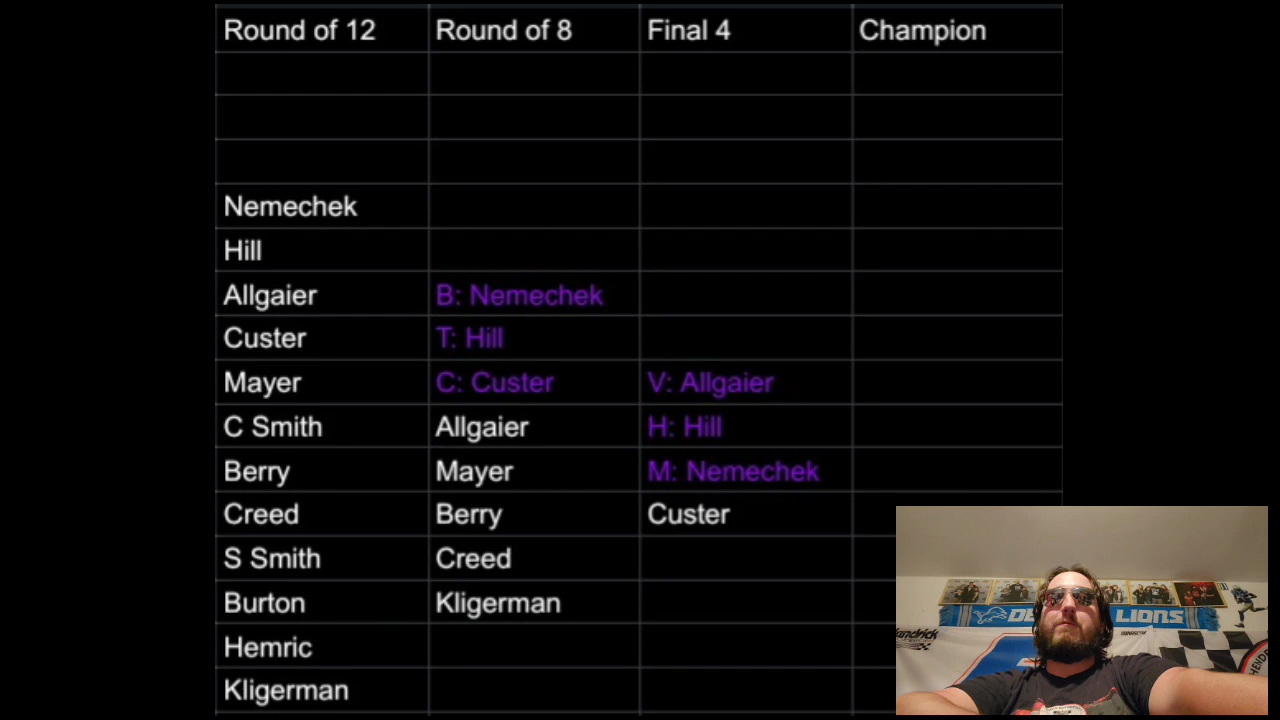 Round of 12 Round of 8 Final 4 Champion
Nemechek
Hill
Allgaier B: Nemechek
Custer T: Hill
Mayer C: Custer V: Allgaier
C Smith Allgaier H: Hill
Berry Mayer M: Nemechek
Creed Berry Custer
S Smith Creed
Burton Kligerman
Hemric
Kligerman
LIONS